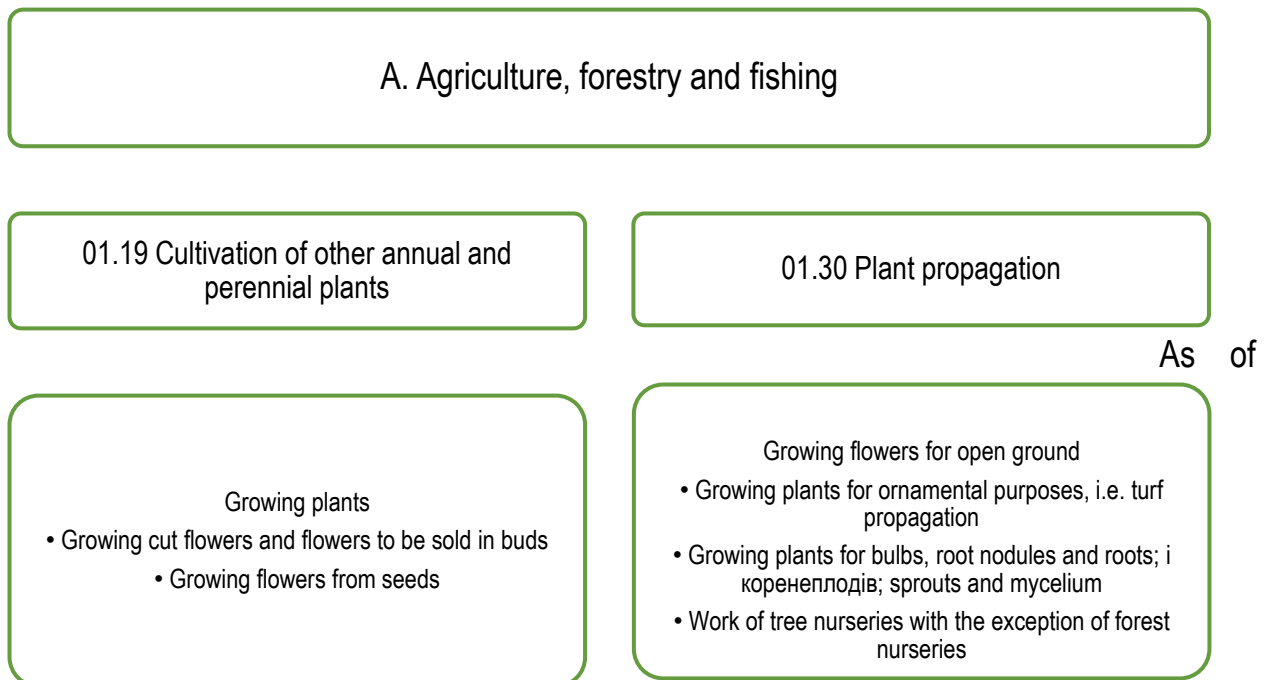 A. Agriculture, forestry and fishing
01.19 Cultivation of other annual and
perennial plants
01.30 Plant propagation
As of
Growing plants
• Growing cut flowers and flowers to be sold in buds
• Growing flowers from seeds
Growing flowers for open ground
• Growing plants for ornamental purposes, i.e. turf
propagation
• Growing plants for bulbs, root nodules and roots; і
коренеплодів; sprouts and mycelium
• Work of tree nurseries with the exception of forest
nurseries